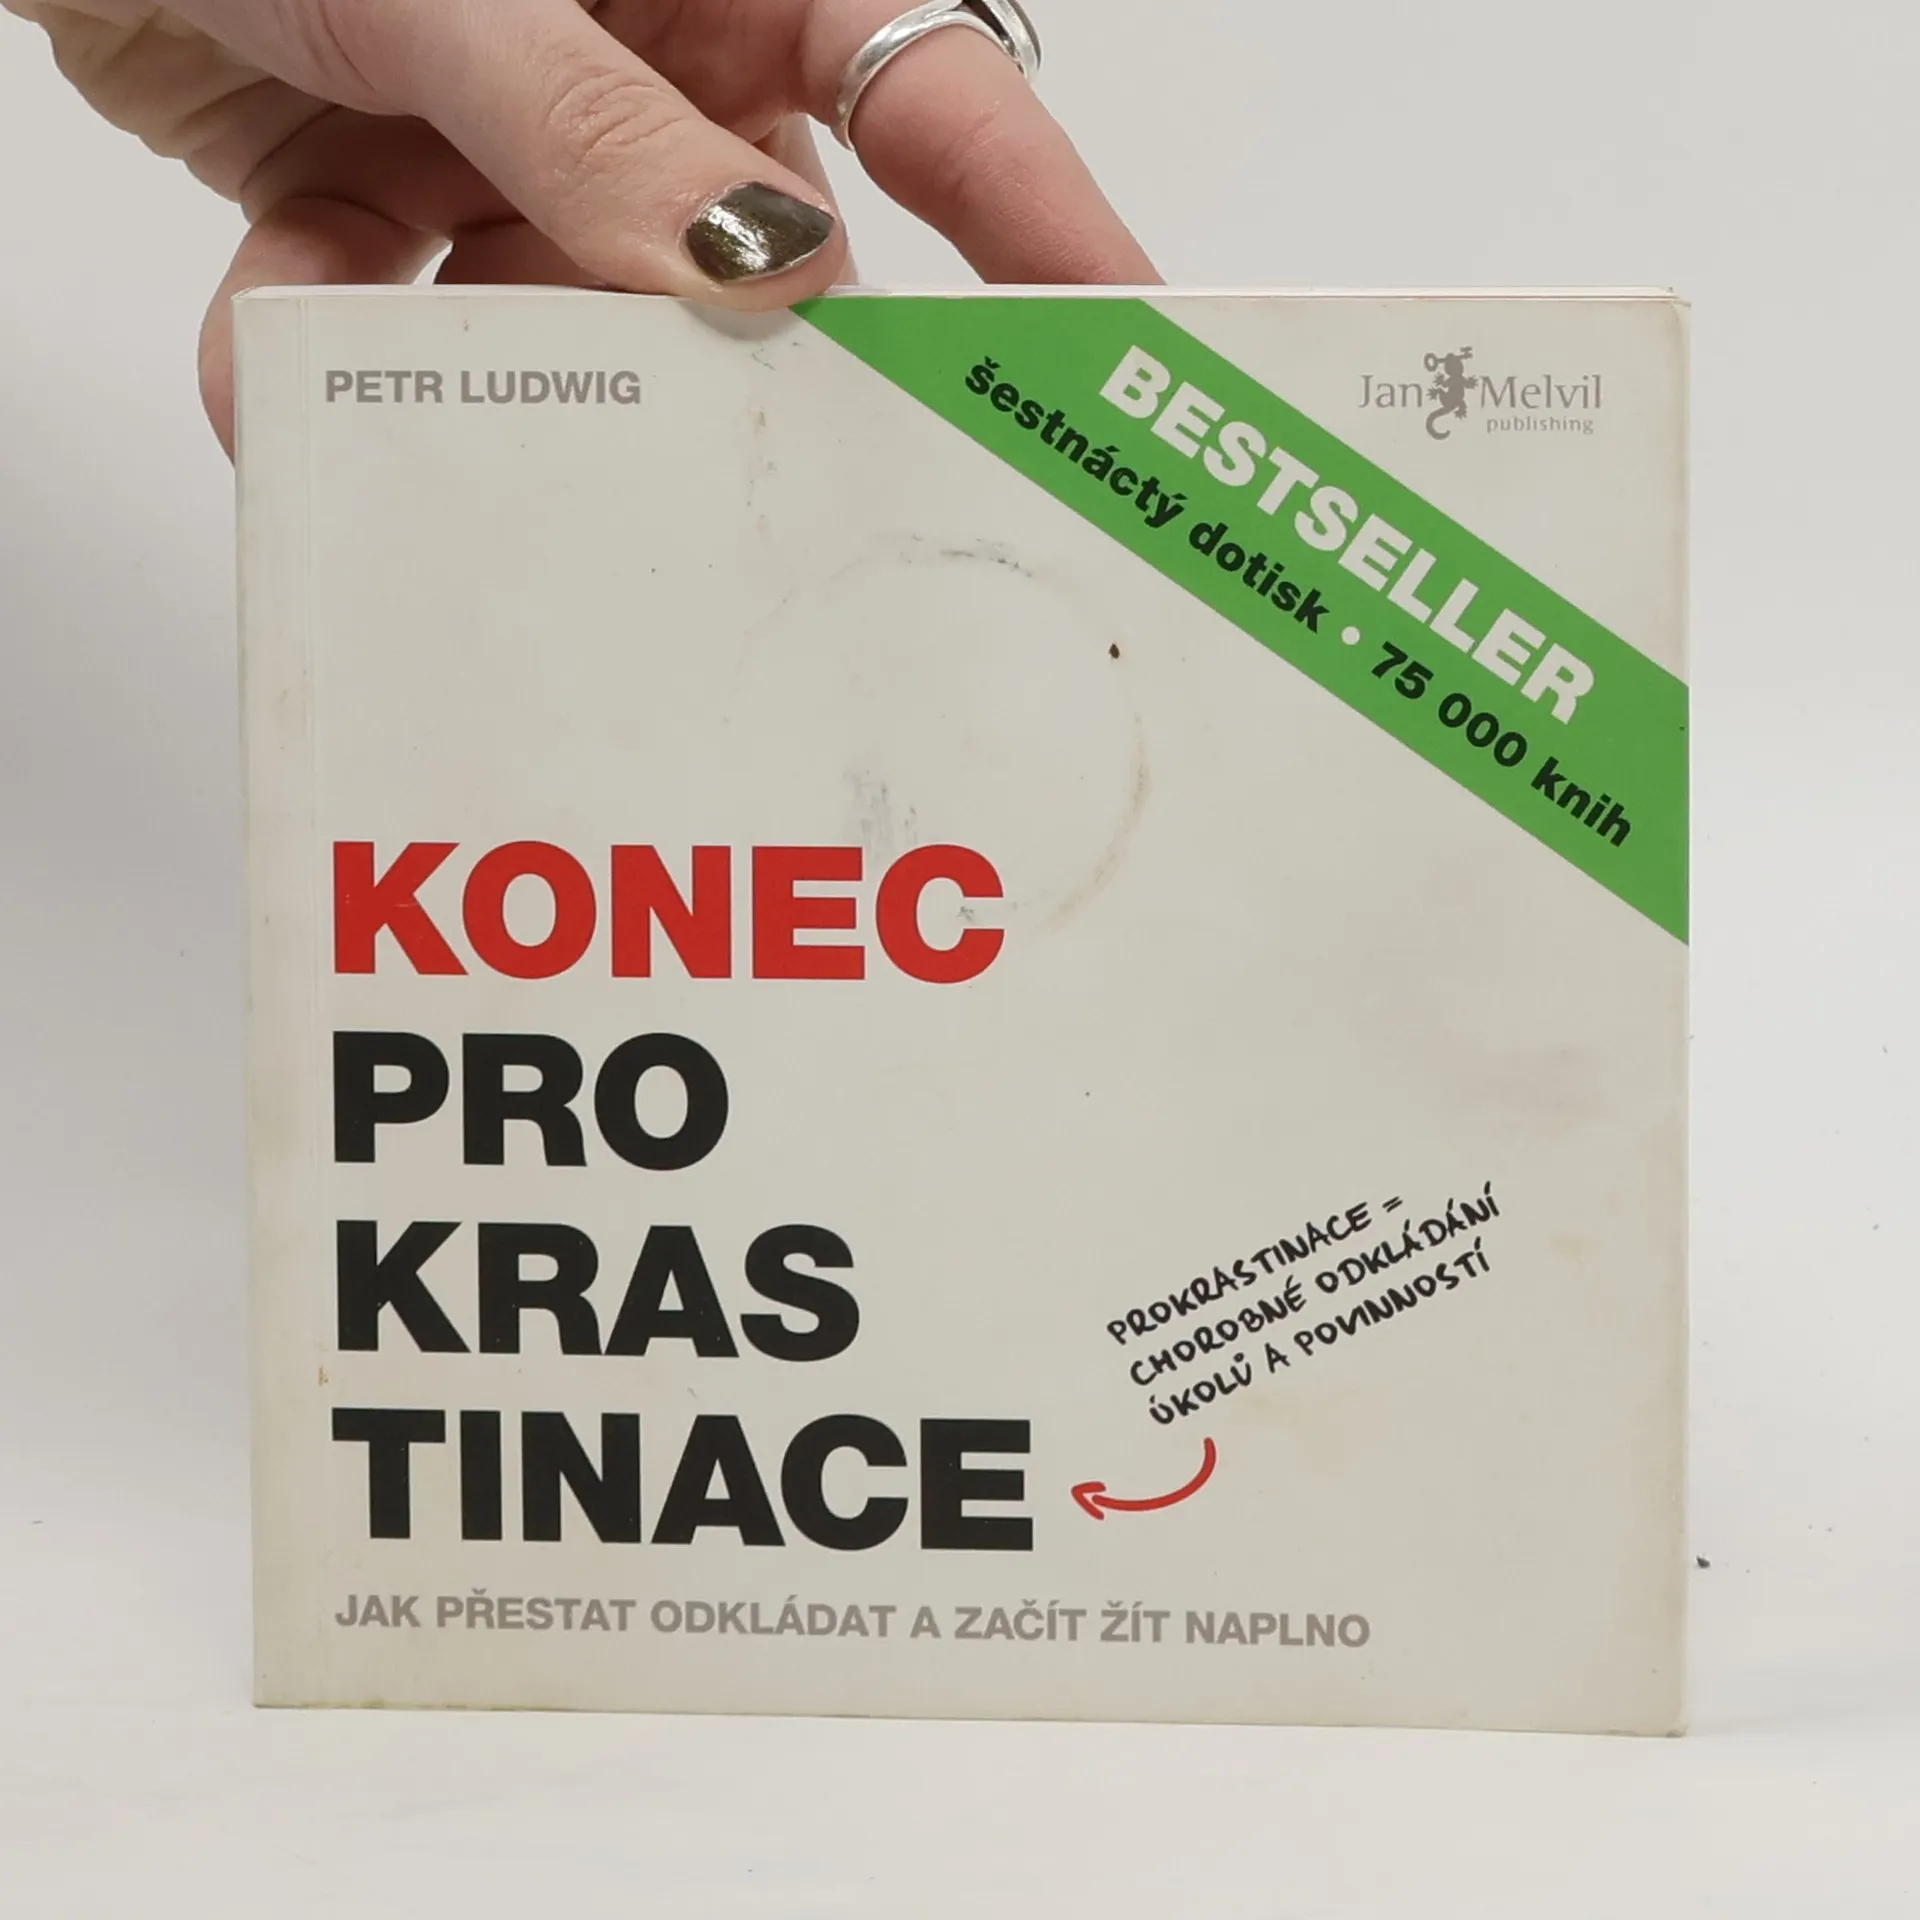 PETR LUDWIG
Jan Melvil
publishing
BESTSELLER
šestnáctý dotisk • 75 000 knih
KONEC
PRO
KRAS
TINACE
PROKRASTINACE =
CHOROBNÉ ODKLÁDÁNÍ
ÚKOLŮ A POVINNOSTÍ
JAK PŘESTAT ODKLÁDAT A ZAČÍT ŽÍT NAPLNO